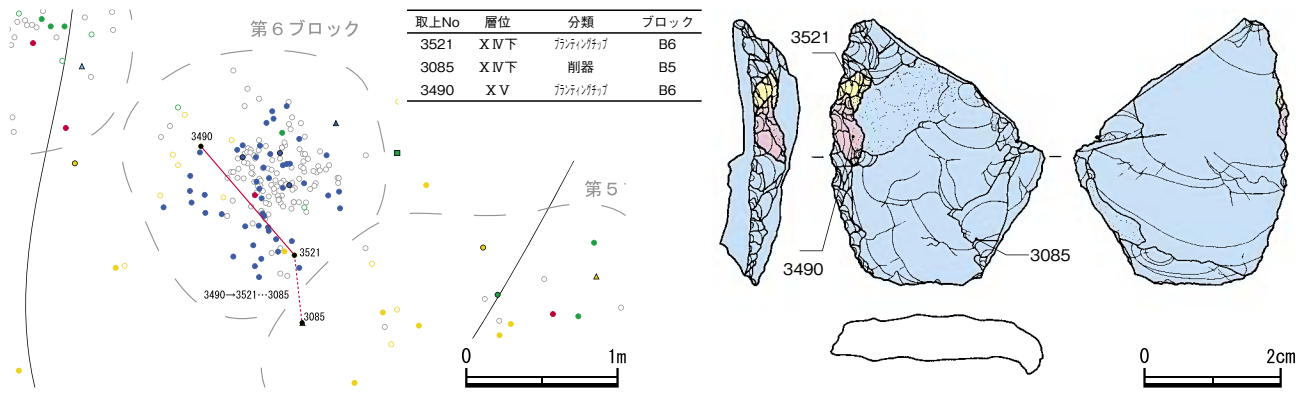 第６ブロック
取上No 層位 分類 ブロック
3521 ⅩⅣ下 ﾌﾞﾗﾝﾃｨﾝｸﾞﾁｯﾌﾟ B6
3085 ⅩⅣ下 削器 B5
3490 ⅩⅤ ﾌﾞﾗﾝﾃｨﾝｸﾞﾁｯﾌﾟ B6
3490
3521
3490→3521…3085
3085
第５
0 1m
3521
3490
3085
0 2cm